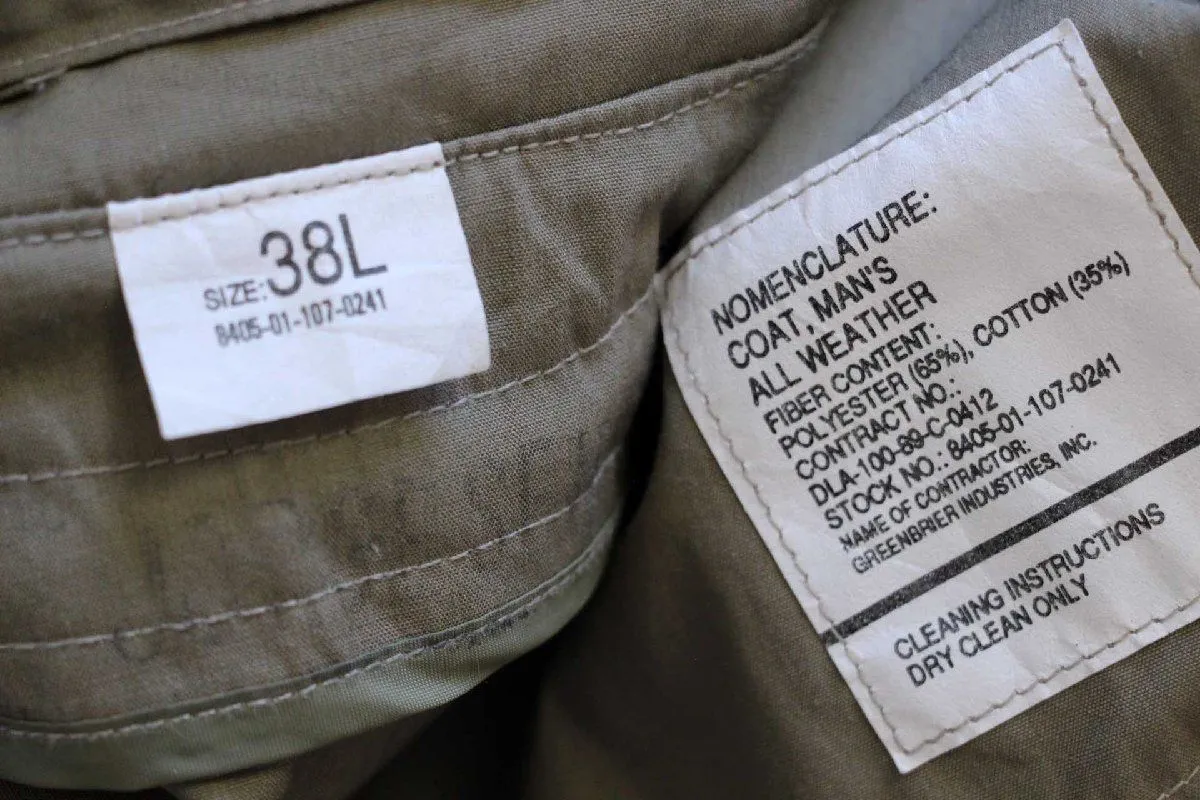 SIZE: 38L
8405-01-107-0241
NOMENCLATURE:
COAT, MAN'S
ALL WEATHER
FIBER CONTENT:
POLYESTER (65%), COTTON (35%)
CONTRACT NO.:
DLA-100-89-C-0412
STOCK NO.: 8405-01-107-0241
NAME OF CONTRACTOR:
GREENBRIER INDUSTRIES, INC.
CLEANING INSTRUCTIONS
DRY CLEAN ONLY